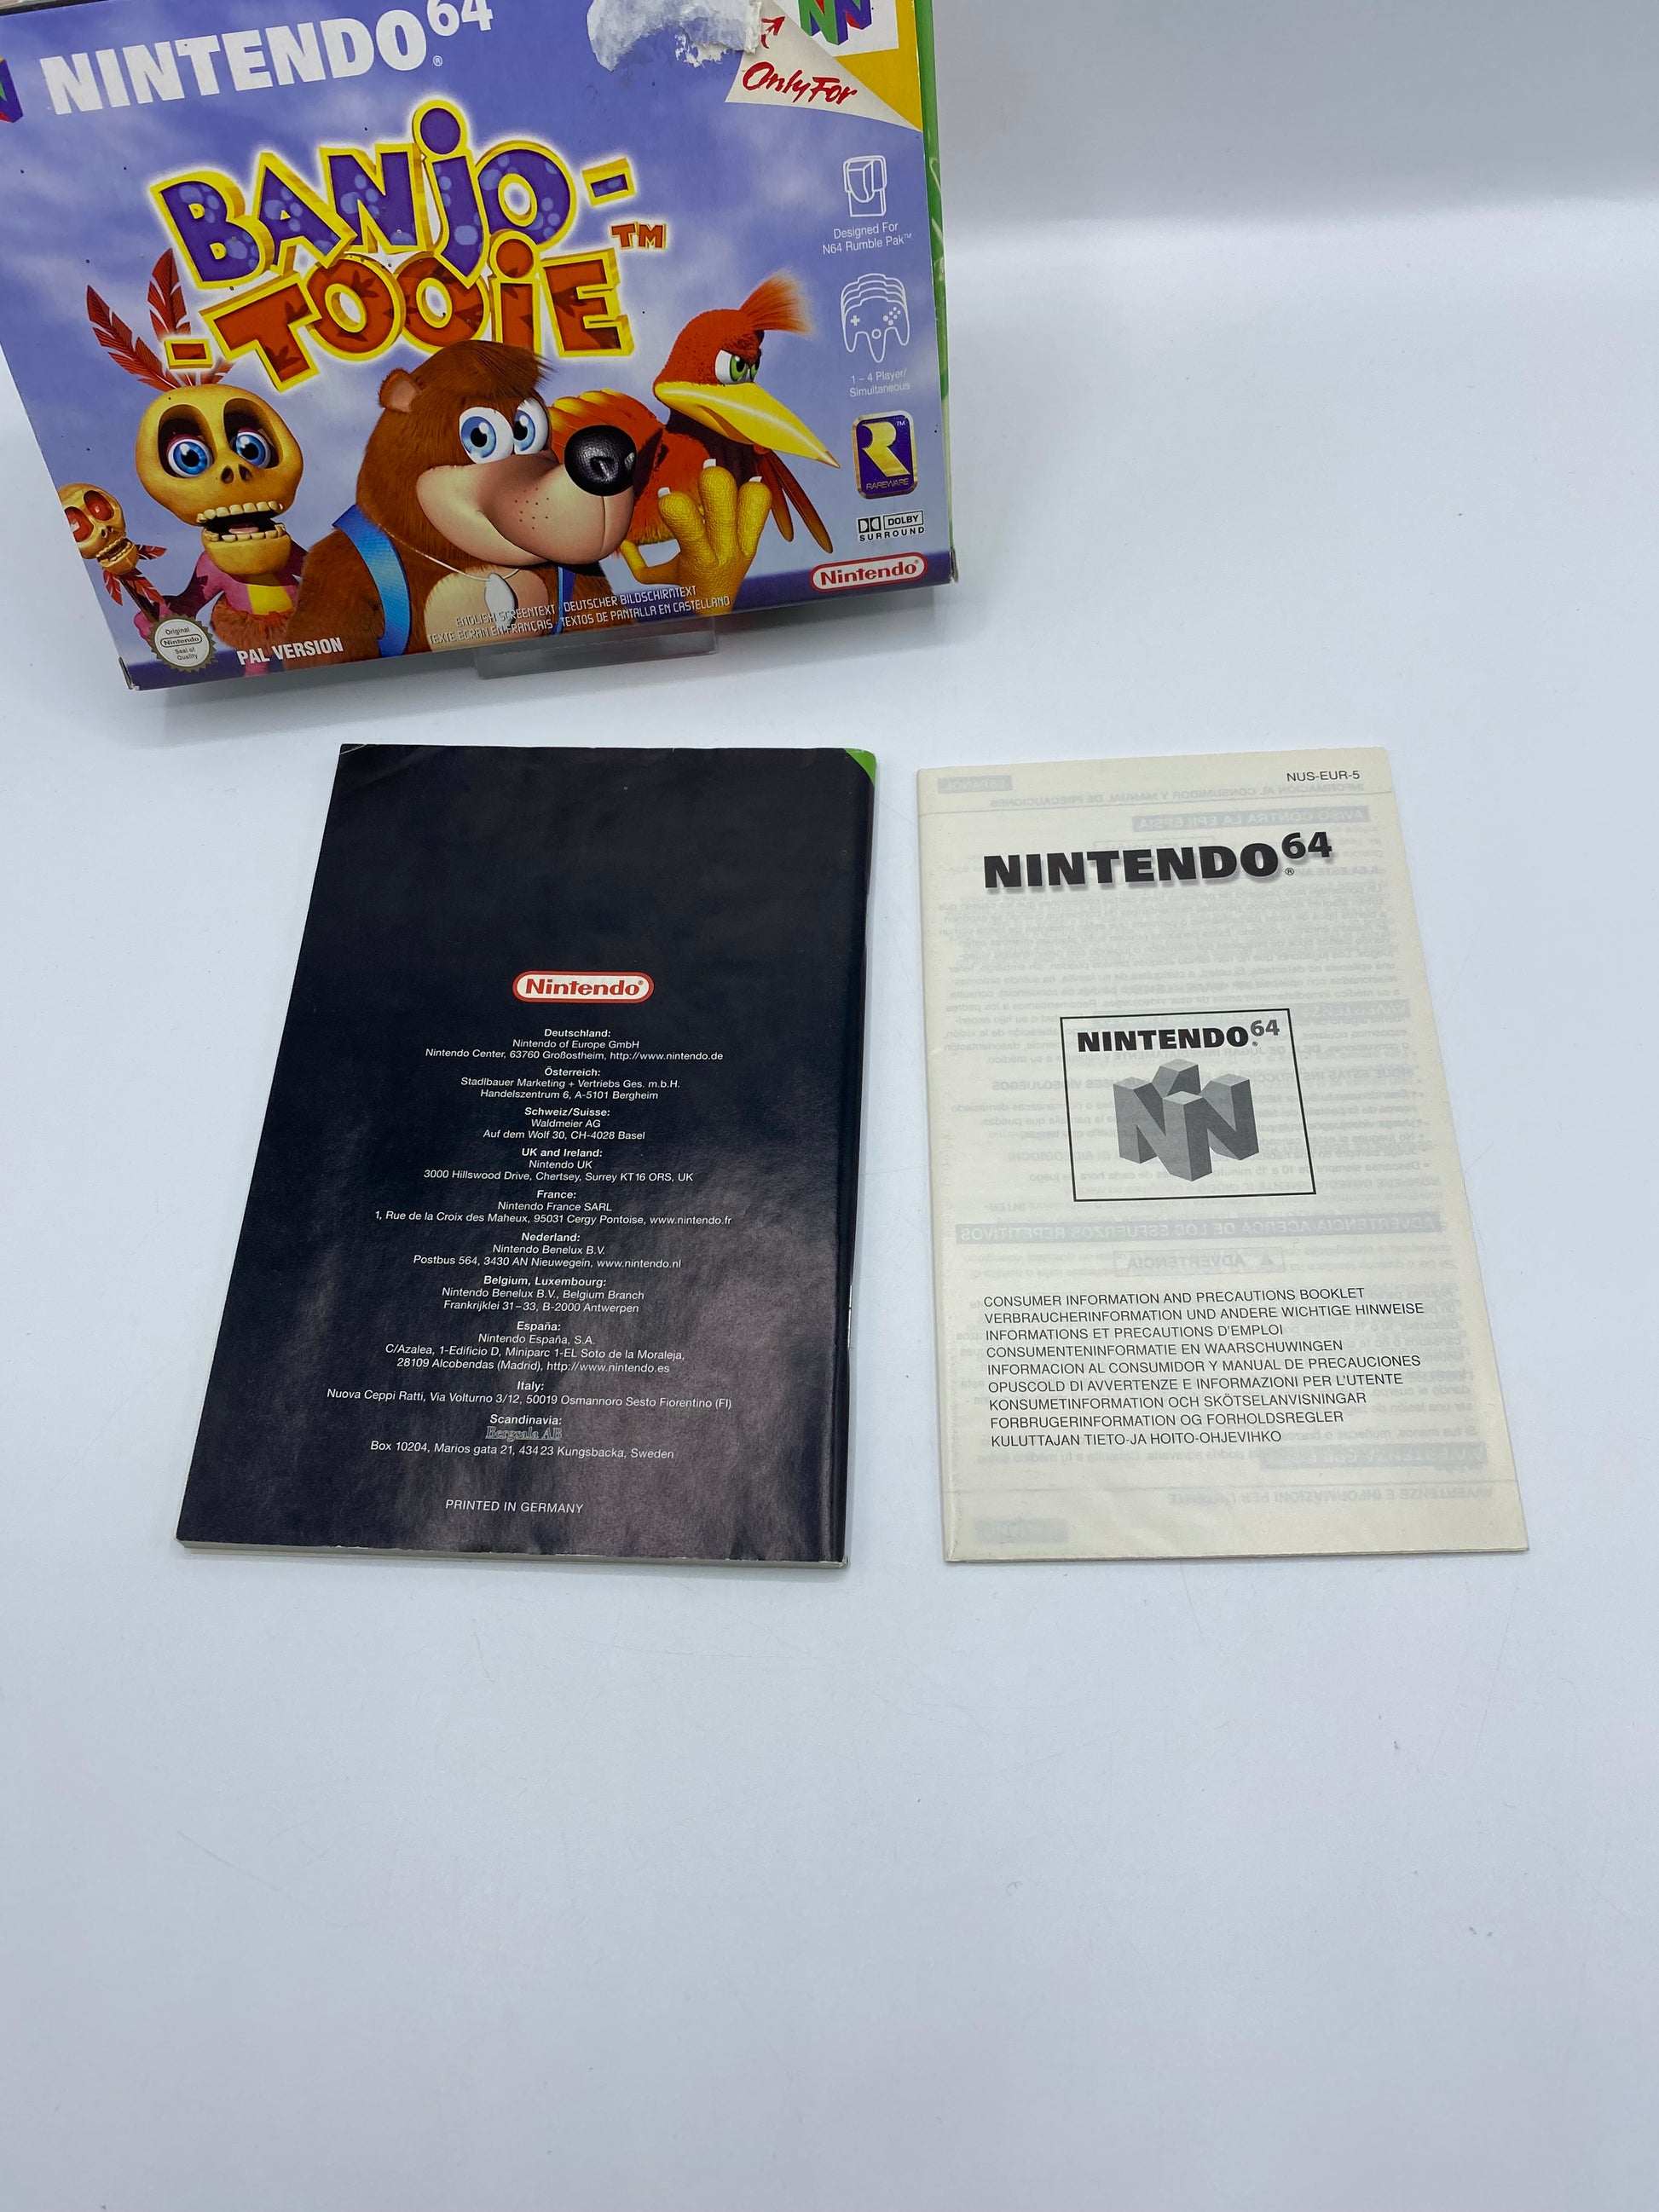 NINTENDO64®
Only For
BANJO-
-TOOIE™
Designed For
N64 Rumble Pak™
1 – 4 Player/
Simultaneous
R™
RAREWARE
DOLBY
SURROUND
Nintendo
ENGLISH SCREENTEXT · DEUTSCHER BILDSCHIRMTEXT
TEXTE ECRAN EN FRANÇAIS · TEXTOS DE PANTALLA EN CASTELLANO
Original
Nintendo
Seal of
Quality
PAL VERSION
Nintendo®
Deutschland:
Nintendo of Europe GmbH
Nintendo Center, 63760 Großostheim, http://www.nintendo.de
Österreich:
Stadlbauer Marketing + Vertriebs Ges. m.b.H.
Handelszentrum 6, A-5101 Bergheim
Schweiz/Suisse:
Waldmeier AG
Auf dem Wolf 30, CH-4028 Basel
UK and Ireland:
Nintendo UK
3000 Hillswood Drive, Chertsey, Surrey KT16 ORS, UK
France:
Nintendo France SARL
1, Rue de la Croix des Maheux, 95031 Cergy Pontoise, www.nintendo.fr
Nederland:
Nintendo Benelux B.V.
Postbus 564, 3430 AN Nieuwegein, www.nintendo.nl
Belgium, Luxembourg:
Nintendo Benelux B.V., Belgium Branch
Frankrijklei 31–33, B-2000 Antwerpen
España:
Nintendo España, S.A.
C/Azalea, 1-Edificio D, Miniparc 1-EL Soto de la Moraleja,
28109 Alcobendas (Madrid), http://www.nintendo.es
Italy:
Nuova Ceppi Ratti, Via Volturno 3/12, 50019 Osmannoro Sesto Fiorentino (FI)
Scandinavia:
Bergsala AB
Box 10204, Marios gata 21, 43423 Kungsbacka, Sweden
PRINTED IN GERMANY
NUS-EUR-5
NINTENDO64®
NINTENDO64
CONSUMER INFORMATION AND PRECAUTIONS BOOKLET
VERBRAUCHERINFORMATION UND ANDERE WICHTIGE HINWEISE
INFORMATIONS ET PRECAUTIONS D'EMPLOI
CONSUMENTENINFORMATIE EN WAARSCHUWINGEN
INFORMACION AL CONSUMIDOR Y MANUAL DE PRECAUCIONES
OPUSCOLD DI AVVERTENZE E INFORMAZIONI PER L'UTENTE
KONSUMETINFORMATION OCH SKÖTSELANVISNINGAR
FORBRUGERINFORMATION OG FORHOLDSREGLER
KULUTTAJAN TIETO-JA HOITO-OHJEVIHKO